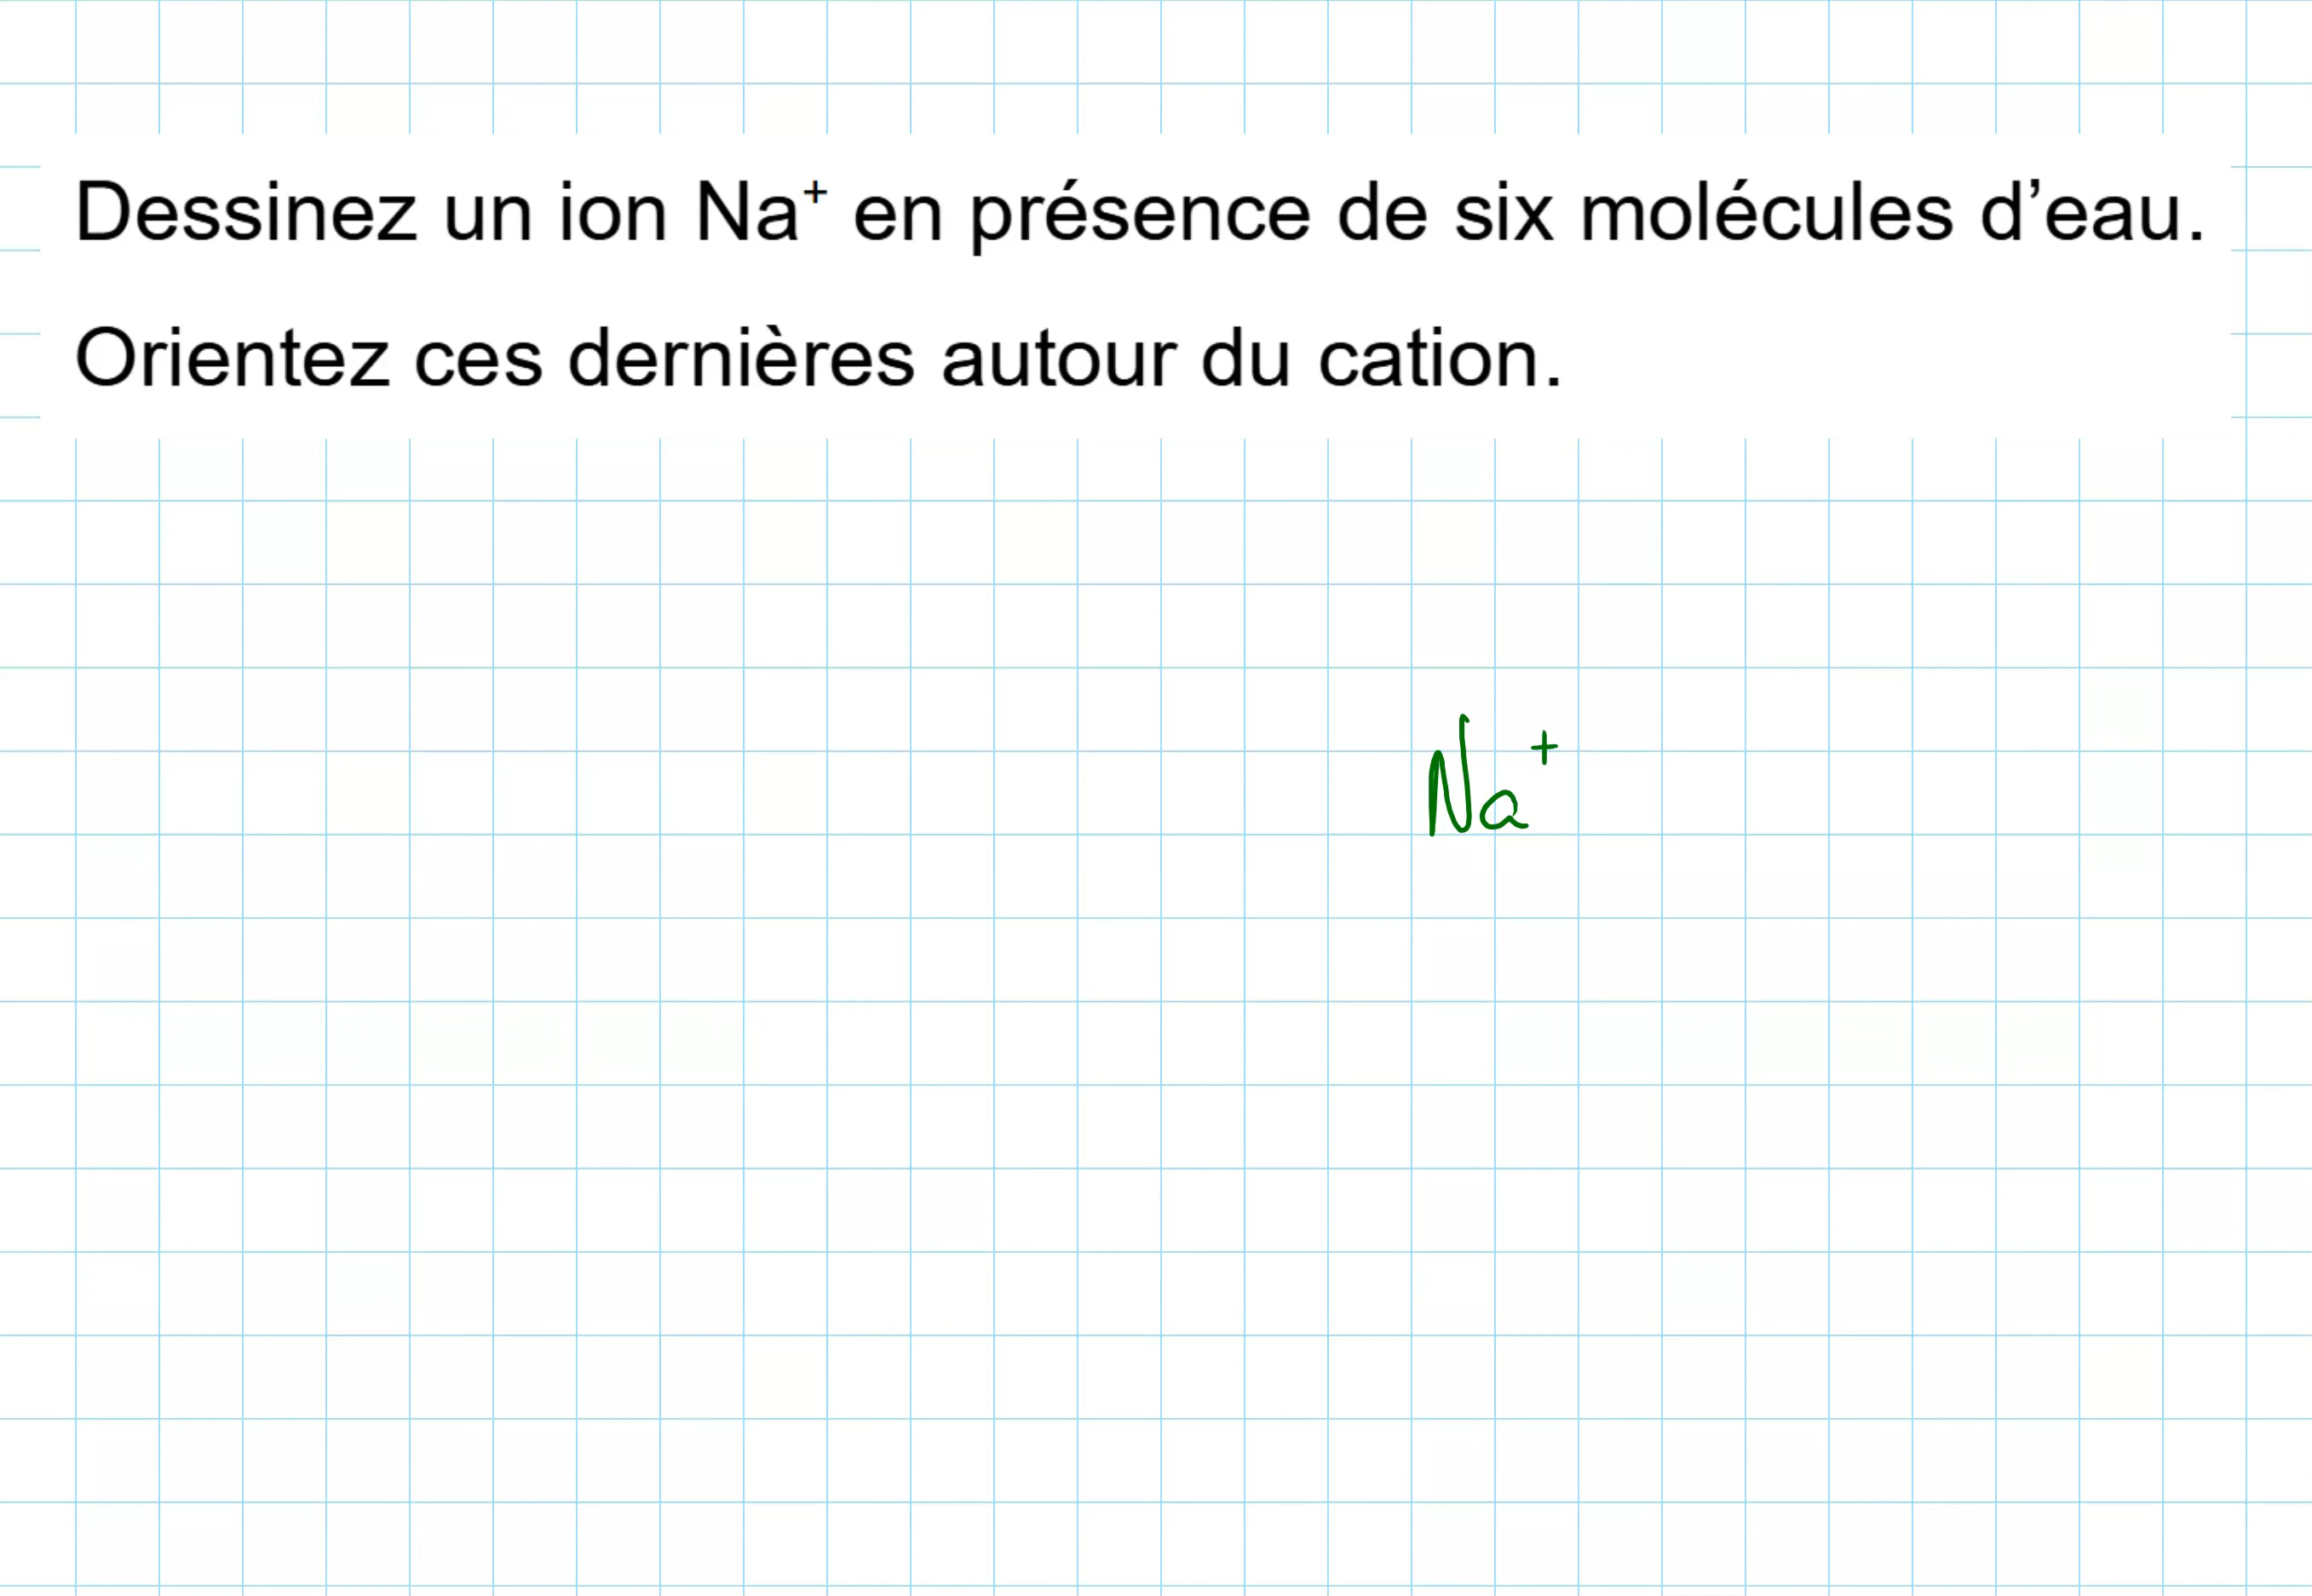 Dessinez un ion Na⁺ en présence de six molécules d’eau.
Orientez ces dernières autour du cation.
Na⁺